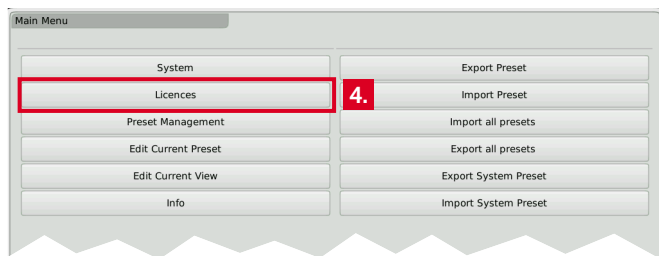 Main Menu
System
Export Preset
Licences
4.
Import Preset
Preset Management
Import all presets
Edit Current Preset
Export all presets
Edit Current View
Export System Preset
Info
Import System Preset